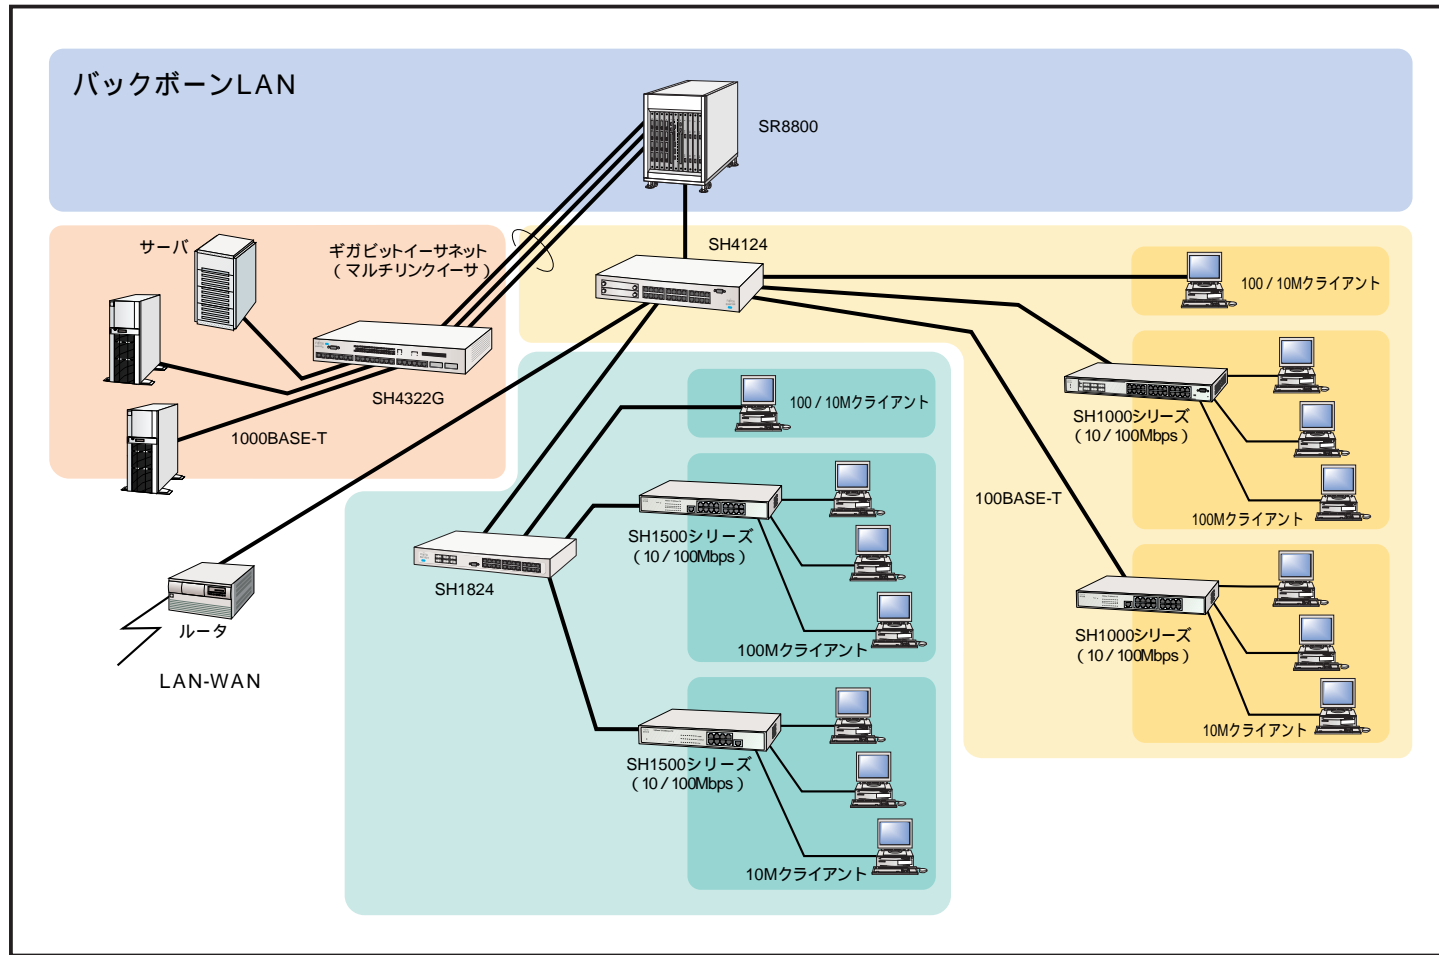 バックボーンLAN
SR8800
サーバ
ギガビットイーサネット
（マルチリンクイーサ）
SH4124
100 / 10Mクライアント
SH4322G
1000BASE-T
100 / 10Mクライアント
SH1000シリーズ
（10 / 100Mbps）
100Mクライアント
100BASE-T
SH1500シリーズ
（10 / 100Mbps）
SH1824
100Mクライアント
ルータ
LAN-WAN
SH1000シリーズ
（10 / 100Mbps）
10Mクライアント
SH1500シリーズ
（10 / 100Mbps）
10Mクライアント